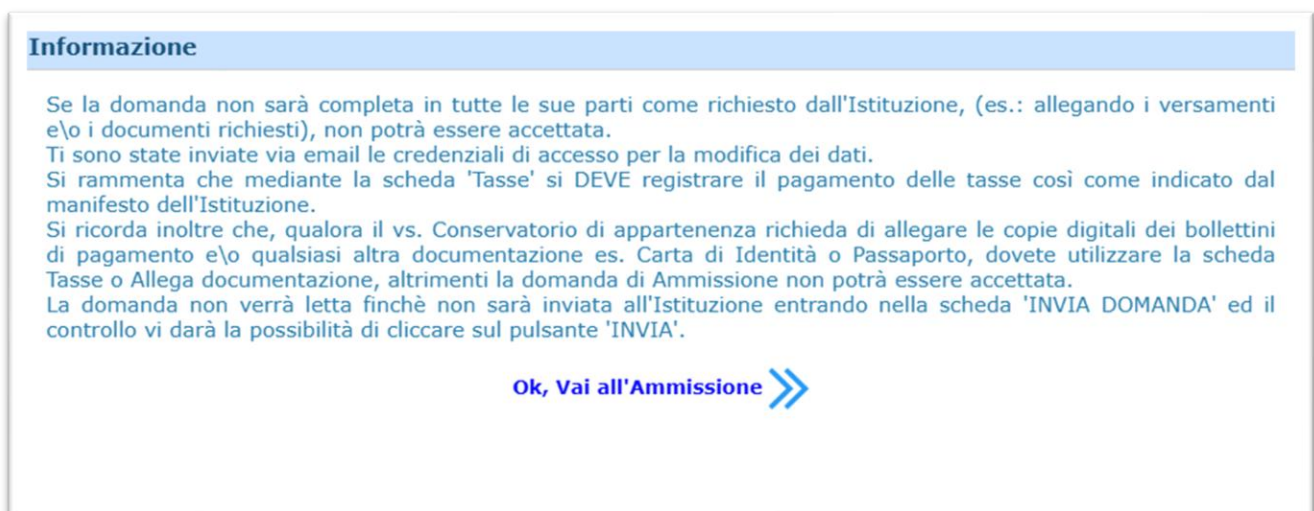 Informazione
Se la domanda non sarà completa in tutte le sue parti come richiesto dall'Istituzione, (es.: allegando i versamenti
e\o i documenti richiesti), non potrà essere accettata.
Ti sono state inviate via email le credenziali di accesso per la modifica dei dati.
Si rammenta che mediante la scheda 'Tasse' si DEVE registrare il pagamento delle tasse così come indicato dal
manifesto dell'Istituzione.
Si ricorda inoltre che, qualora il vs. Conservatorio di appartenenza richieda di allegare le copie digitali dei bollettini
di pagamento e\o qualsiasi altra documentazione es. Carta di Identità o Passaporto, dovete utilizzare la scheda
Tasse o Allega documentazione, altrimenti la domanda di Ammissione non potrà essere accettata.
La domanda non verrà letta finchè non sarà inviata all'Istituzione entrando nella scheda 'INVIA DOMANDA' ed il
controllo vi darà la possibilità di cliccare sul pulsante 'INVIA'.
Ok, Vai all'Ammissione